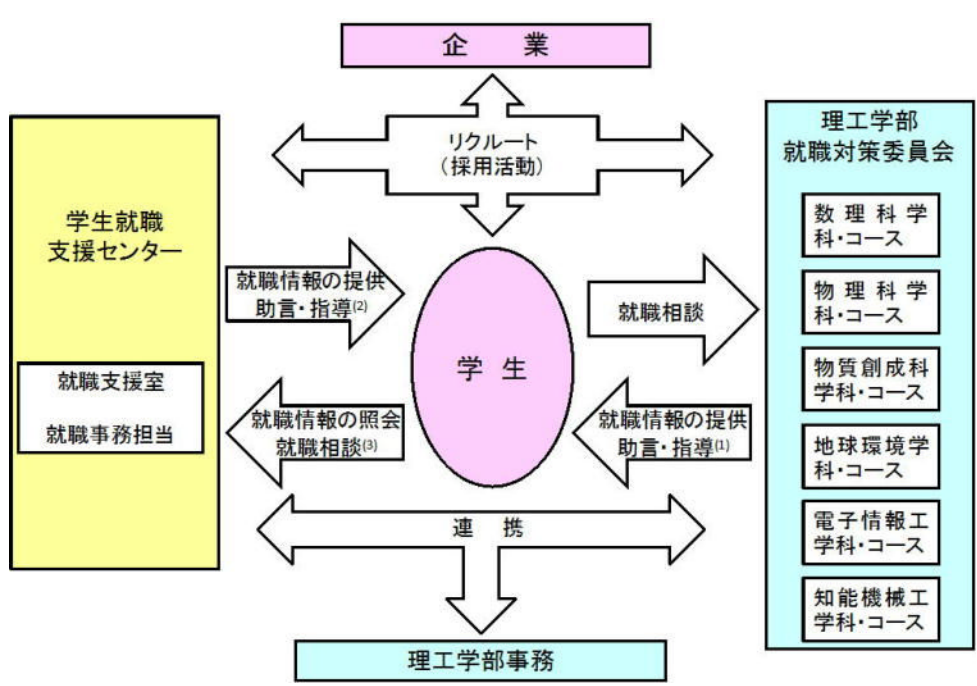 企　業
リクルート
（採用活動）
学生就職
支援センター
就職支援室
就職事務担当
就職情報の提供
助言・指導(2)
就職情報の照会
就職相談(3)
学 生
就職相談
就職情報の提供
助言・指導(1)
理工学部
就職対策委員会
数理科学
科・コース
物理科学
科・コース
物質創成科
学科・コース
地球環境学
科・コース
電子情報工
学科・コース
知能機械工
学科・コース
連　携
理工学部事務